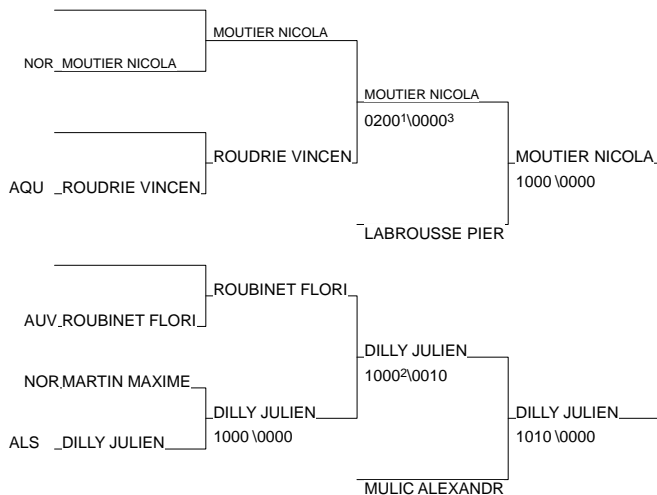 MOUTIER NICOLA
NOR MOUTIER NICOLA
MOUTIER NICOLA
0200¹\0000³
ROUDRIE VINCEN
MOUTIER NICOLA
1000 \0000
AQU ROUDRIE VINCEN
LABROUSSE PIER
ROUBINET FLORI
AUV ROUBINET FLORI
DILLY JULIEN
1000²\0010
NOR MARTIN MAXIME
DILLY JULIEN
1000 \0000
DILLY JULIEN
1010 \0000
ALS DILLY JULIEN
MULIC ALEXANDR